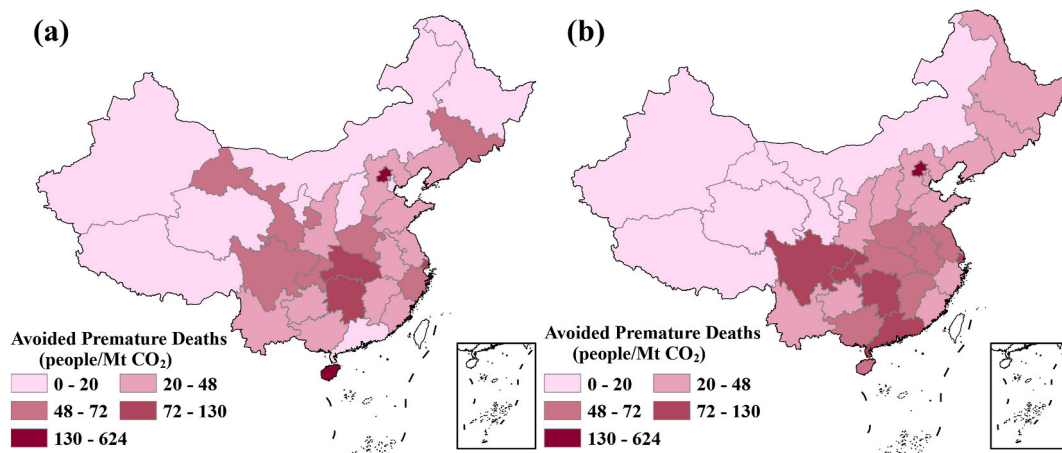 (a)
Avoided Premature Deaths
(people/Mt CO₂)
0 - 20
20 - 48
48 - 72
72 - 130
130 - 624
(b)
Avoided Premature Deaths
(people/Mt CO₂)
0 - 20
20 - 48
48 - 72
72 - 130
130 - 624